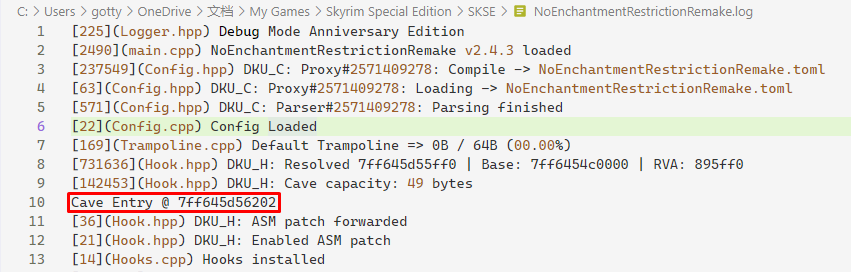 C: > Users > gotty > OneDrive > 文档 > My Games > Skyrim Special Edition > SKSE > NoEnchantmentRestrictionRemake.log
1 [225](Logger.hpp) Debug Mode Anniversary Edition
2 [2490](main.cpp) NoEnchantmentRestrictionRemake v2.4.3 loaded
3 [237549](Config.hpp) DKU_C: Proxy#2571409278: Compile -> NoEnchantmentRestrictionRemake.toml
4 [63](Config.hpp) DKU_C: Proxy#2571409278: Loading -> NoEnchantmentRestrictionRemake.toml
5 [571](Config.hpp) DKU_C: Parser#2571409278: Parsing finished
6 [22](Config.cpp) Config Loaded
7 [169](Trampoline.cpp) Default Trampoline => 0B / 64B (00.00%)
8 [731636](Hook.hpp) DKU_H: Resolved 7ff645d55ff0 | Base: 7ff6454c0000 | RVA: 895ff0
9 [142453](Hook.hpp) DKU_H: Cave capacity: 49 bytes
10 Cave Entry @ 7ff645d56202
11 [36](Hook.hpp) DKU_H: ASM patch forwarded
12 [21](Hook.hpp) DKU_H: Enabled ASM patch
13 [14](Hooks.cpp) Hooks installed